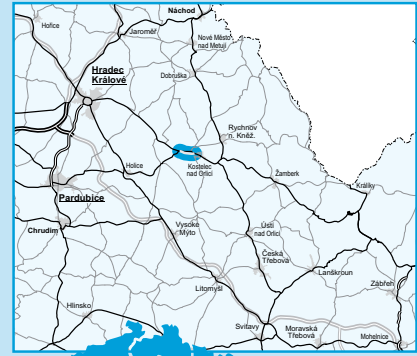 Náchod
Hořice
Jaroměř
Nové Město
nad Metují
Hradec
Králové
Dobruška
Rychnov
n. Kněž.
Holice
Kostelec
nad Orlicí
Žamberk
Králíky
Pardubice
Chrudim
Vysoké
Mýto
Ústí
nad Orlicí
Česká
Třebová
Lanškroun
Litomyšl
Zábřeh
Hlinsko
Svitavy
Moravská
Třebová
Mohelnice